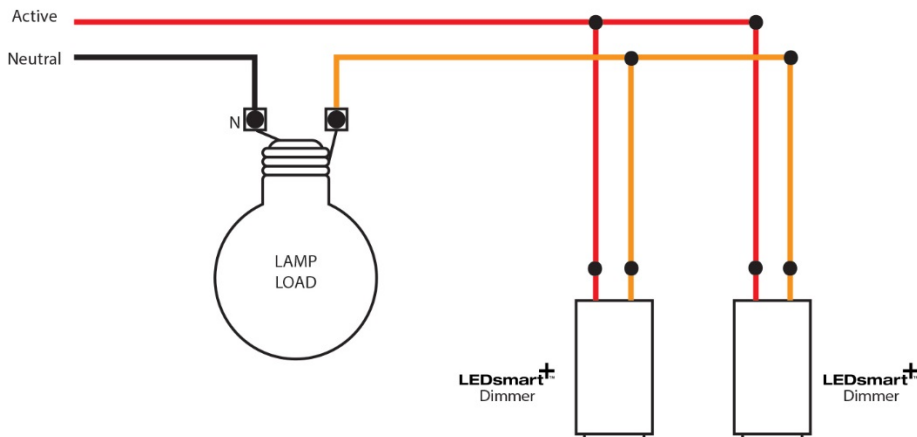 Active
Neutral
N
LAMP
LOAD
LEDsmart+™
Dimmer
LEDsmart+™
Dimmer